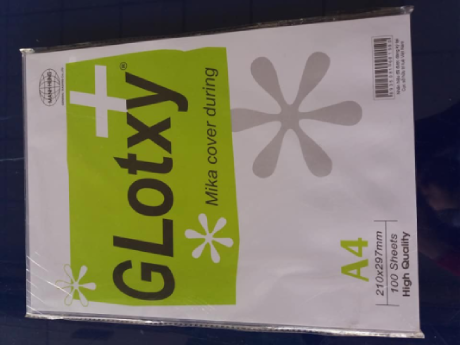 GLotxy®
Mika cover during
A4
210x297mm
100 Sheets
High Quality